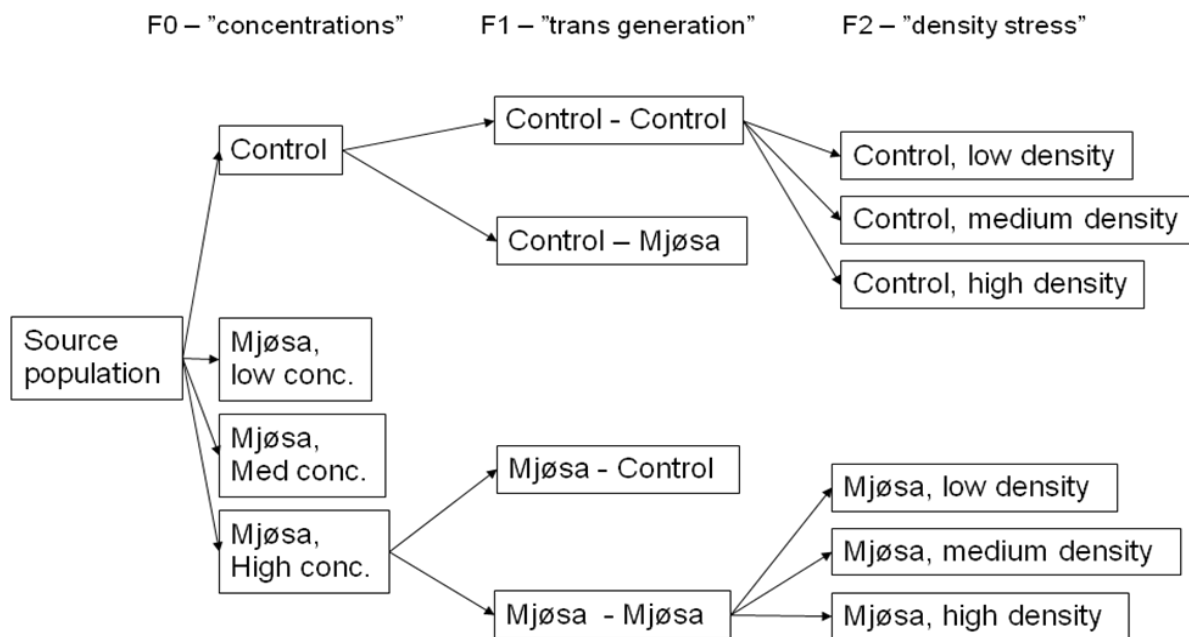 F0 – "concentrations"
F1 – "trans generation"
F2 – "density stress"
Source
population
Control
Mjøsa,
low conc.
Mjøsa,
Med conc.
Mjøsa,
High conc.
Control - Control
Control – Mjøsa
Mjøsa - Control
Mjøsa - Mjøsa
Control, low density
Control, medium density
Control, high density
Mjøsa, low density
Mjøsa, medium density
Mjøsa, high density